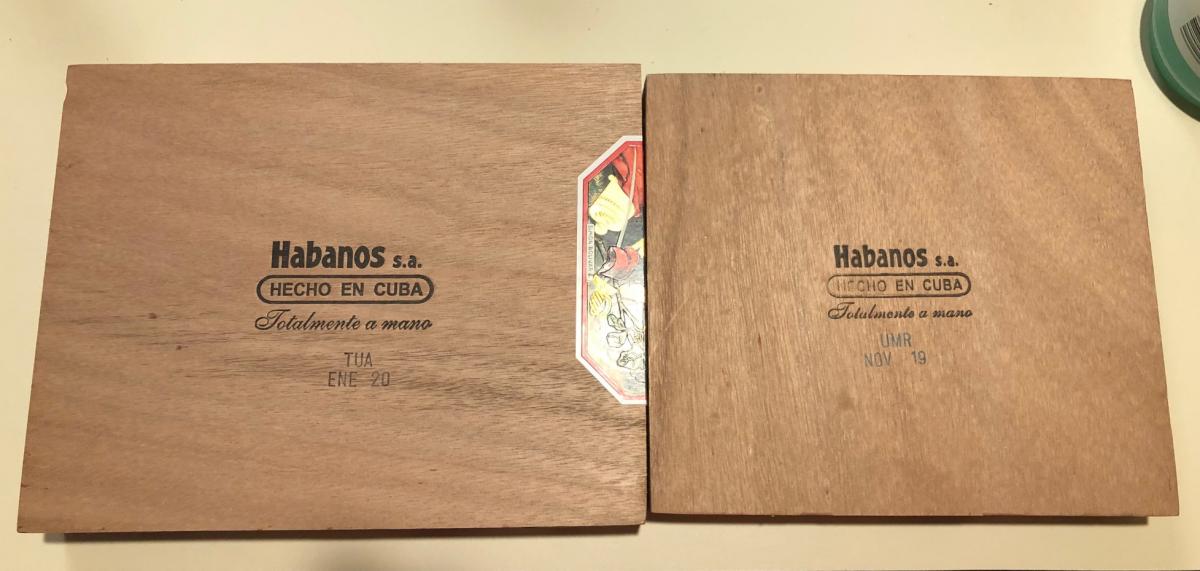 Habanos s.a.
HECHO EN CUBA
Totalmente a mano
TUA
ENE 20
Habanos s.a.
HECHO EN CUBA
Totalmente a mano
UMR
NOV 19